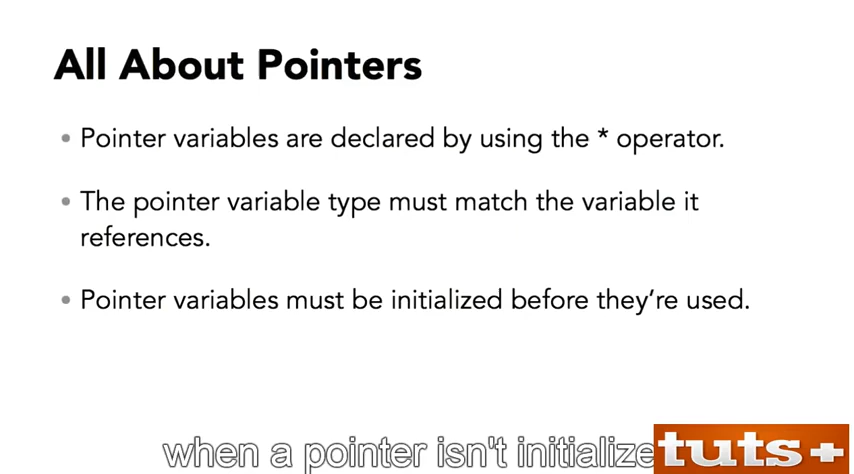 All About Pointers
Pointer variables are declared by using the * operator.
The pointer variable type must match the variable it
references.
Pointer variables must be initialized before they're used.
when a pointer isn't initialize
tuts+